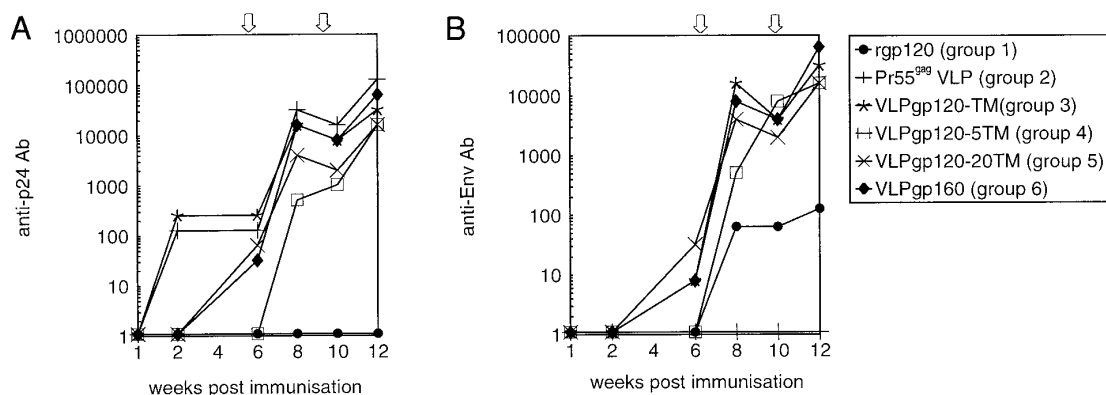 A
1000000
100000
10000
1000
100
10
1
anti-p24 Ab
1 2 4 6 8 10 12
weeks post immunisation
B
100000
10000
1000
100
10
1
anti-Env Ab
1 2 4 6 8 10 12
weeks post immunisation
rgp120 (group 1)
Pr55gag VLP (group 2)
VLPgp120-TM(group 3)
VLPgp120-5TM (group 4)
VLPgp120-20TM (group 5)
VLPgp160 (group 6)